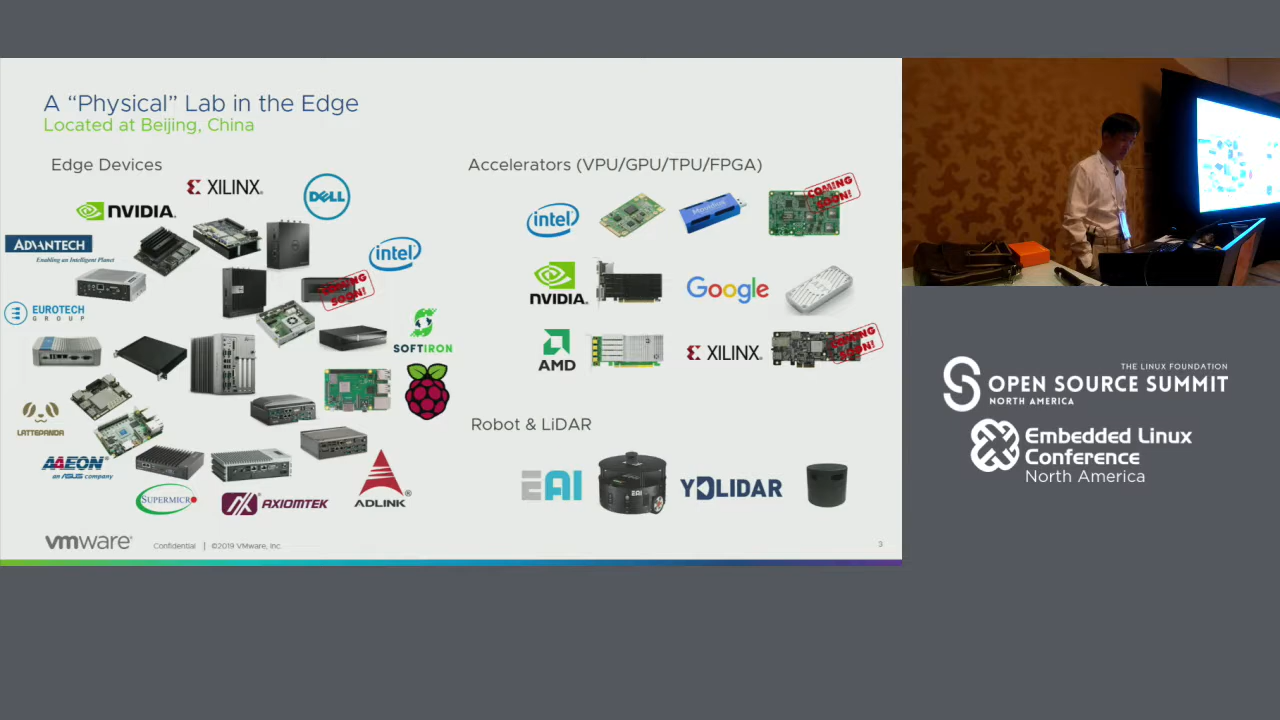 A “Physical” Lab in the Edge
Located at Beijing, China
Edge Devices
XILINX
DELL
NVIDIA
ADVANTECH
Enabling an Intelligent Planet
intel
COMING SOON!
EUROTECH
GROUP
SOFTIRON
LATTEPANDA
AAEON
an ASUS company
SUPERMICR
AXIOMTEK
ADLINK
Accelerators (VPU/GPU/TPU/FPGA)
intel
Movidius
COMING SOON!
NVIDIA
Google
AMD
XILINX
COMING SOON!
Robot & LiDAR
EAI
EAI
YDLIDAR
vmware
Confidential | ©2019 VMware, Inc.
3
THE LINUX FOUNDATION
OPEN SOURCE SUMMIT
NORTH AMERICA
Embedded Linux
Conference
North America